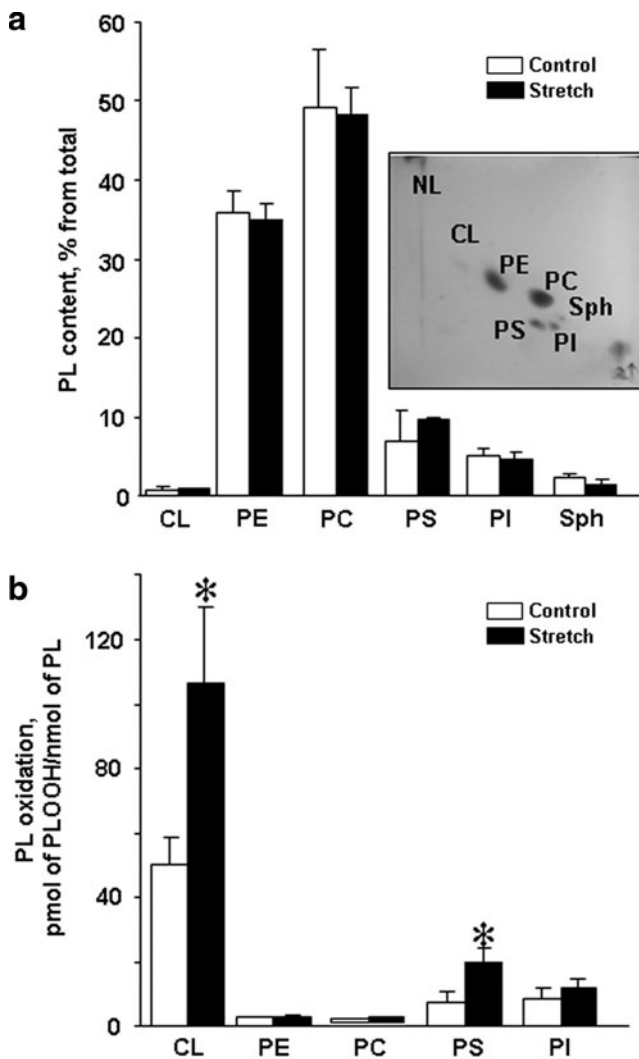 a
PL content, % from total
60
50
40
30
20
10
0
Control
Stretch
NL
CL
PE
PC
Sph
PS
PI
CL PE PC PS PI Sph
b
PL oxidation,
pmol of PLOOH/nmol of PL
120
80
40
0
*
*
Control
Stretch
CL PE PC PS PI